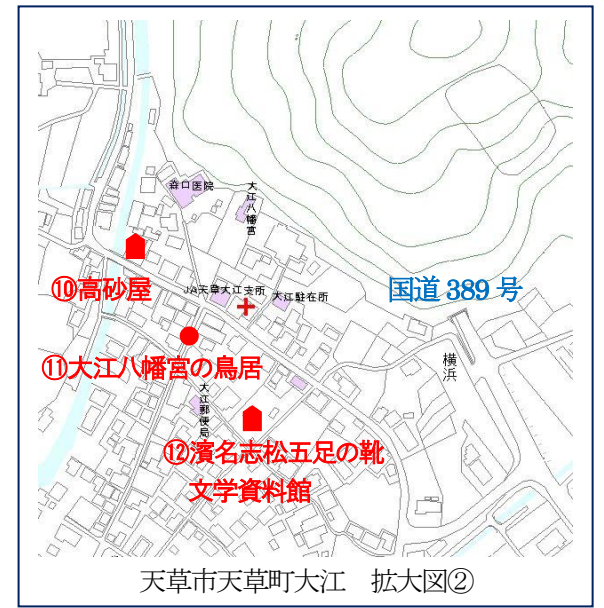 森口医院
大江八幡宮
⑩高砂屋
JA天草大江支所
大江駐在所
国道389号
⑪大江八幡宮の鳥居
横浜
大江郵便局
⑫濱名志松五足の靴
文学資料館
天草市天草町大江　拡大図②